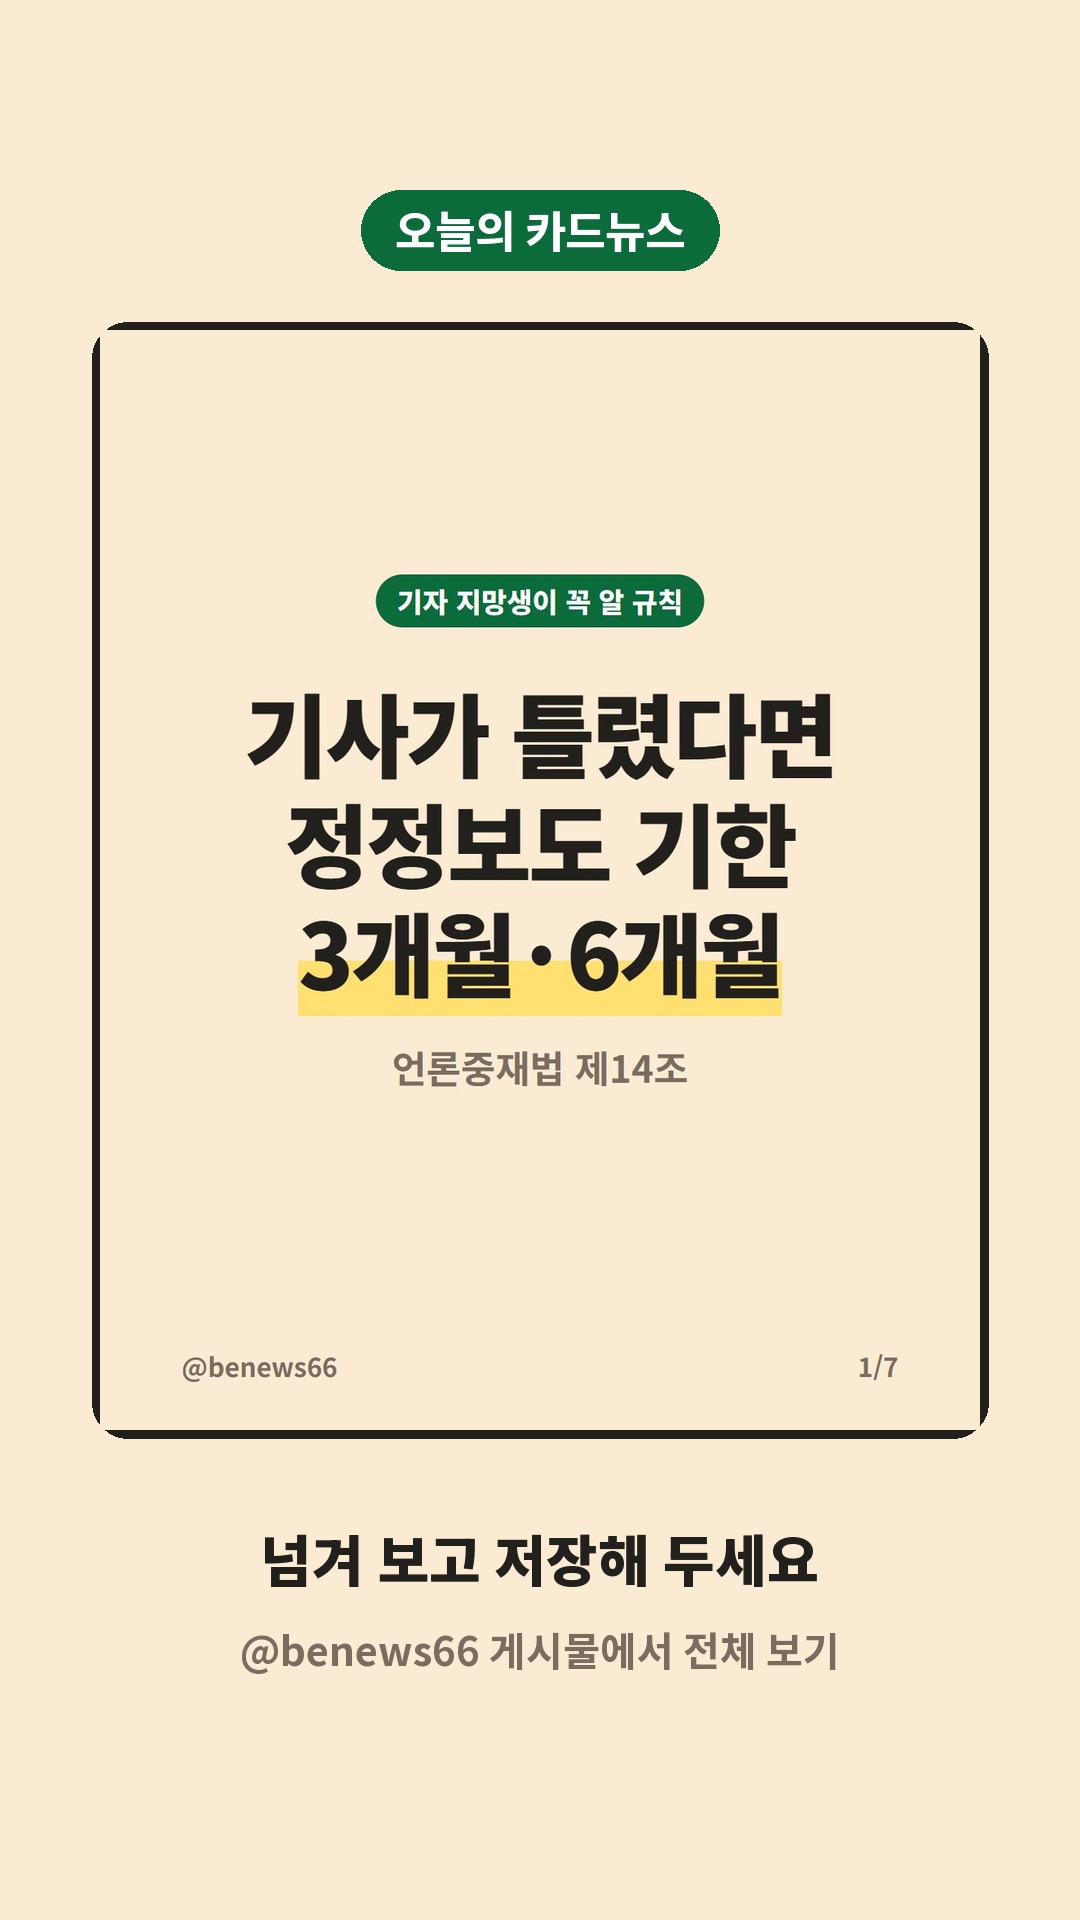 오늘의 카드뉴스
기자 지망생이 꼭 알 규칙
기사가 틀렸다면
정정보도 기한
3개월·6개월
언론중재법 제14조
@benews66
1/7
넘겨 보고 저장해 두세요
@benews66 게시물에서 전체 보기